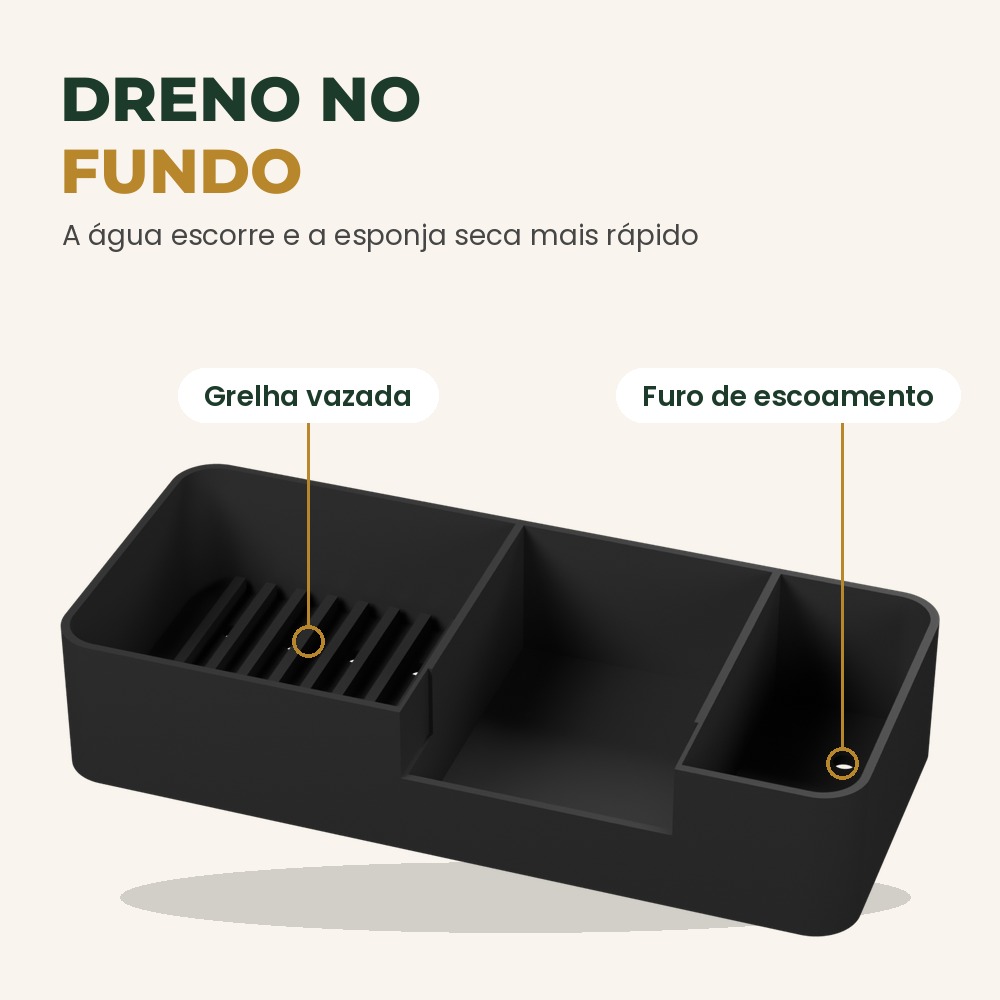 DRENO NO
FUNDO
A água escorre e a esponja seca mais rápido
Grelha vazada
Furo de escoamento